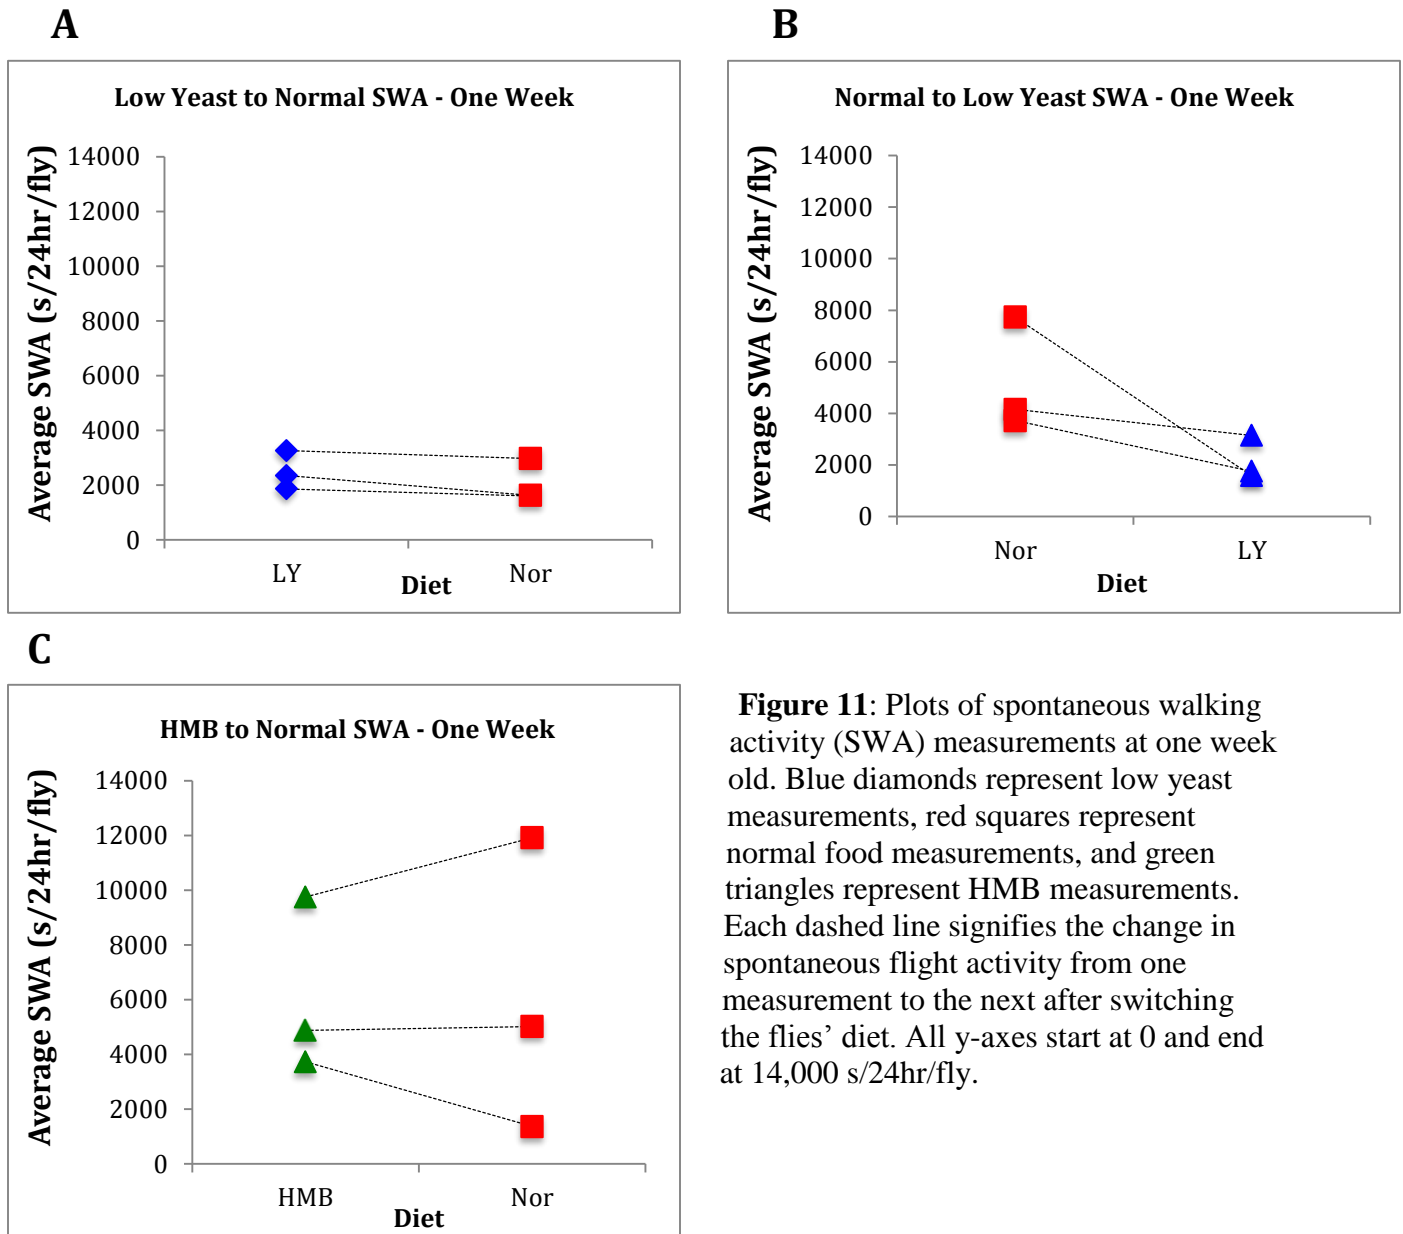 A
Low Yeast to Normal SWA - One Week
Average SWA (s/24hr/fly)
14000
12000
10000
8000
6000
4000
2000
0
LY
Nor
Diet
B
Normal to Low Yeast SWA - One Week
Average SWA (s/24hr/fly)
14000
12000
10000
8000
6000
4000
2000
0
Nor
LY
Diet
C
HMB to Normal SWA - One Week
Average SWA (s/24hr/fly)
14000
12000
10000
8000
6000
4000
2000
0
HMB
Nor
Diet
Figure 11: Plots of spontaneous walking
activity (SWA) measurements at one week
old. Blue diamonds represent low yeast
measurements, red squares represent
normal food measurements, and green
triangles represent HMB measurements.
Each dashed line signifies the change in
spontaneous flight activity from one
measurement to the next after switching
the flies’ diet. All y-axes start at 0 and end
at 14,000 s/24hr/fly.